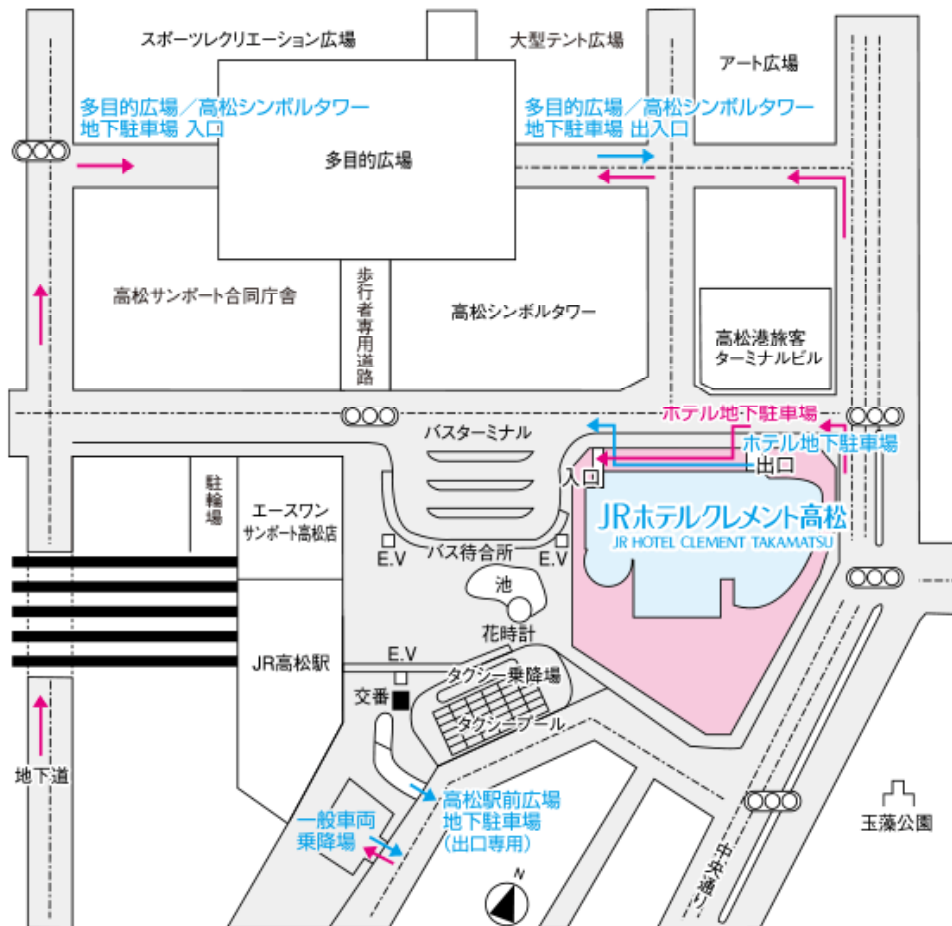 スポーツレクリエーション広場
大型テント広場
アート広場
多目的広場／高松シンボルタワー
地下駐車場 入口
多目的広場／高松シンボルタワー
地下駐車場 出入口
多目的広場
高松サンポート合同庁舎
歩行者専用道路
高松シンボルタワー
高松港旅客
ターミナルビル
ホテル地下駐車場
バスターミナル
ホテル地下駐車場
入口
出口
駐輪場
エースワン
サンポート高松店
JRホテルクレメント高松
JR HOTEL CLEMENT TAKAMATSU
バス待合所
E.V
E.V
池
花時計
E.V
JR高松駅
タクシー乗降場
交番
タクシープール
地下道
高松駅前広場
地下駐車場
（出口専用）
一般車両
乗降場
玉藻公園
中央通り
N